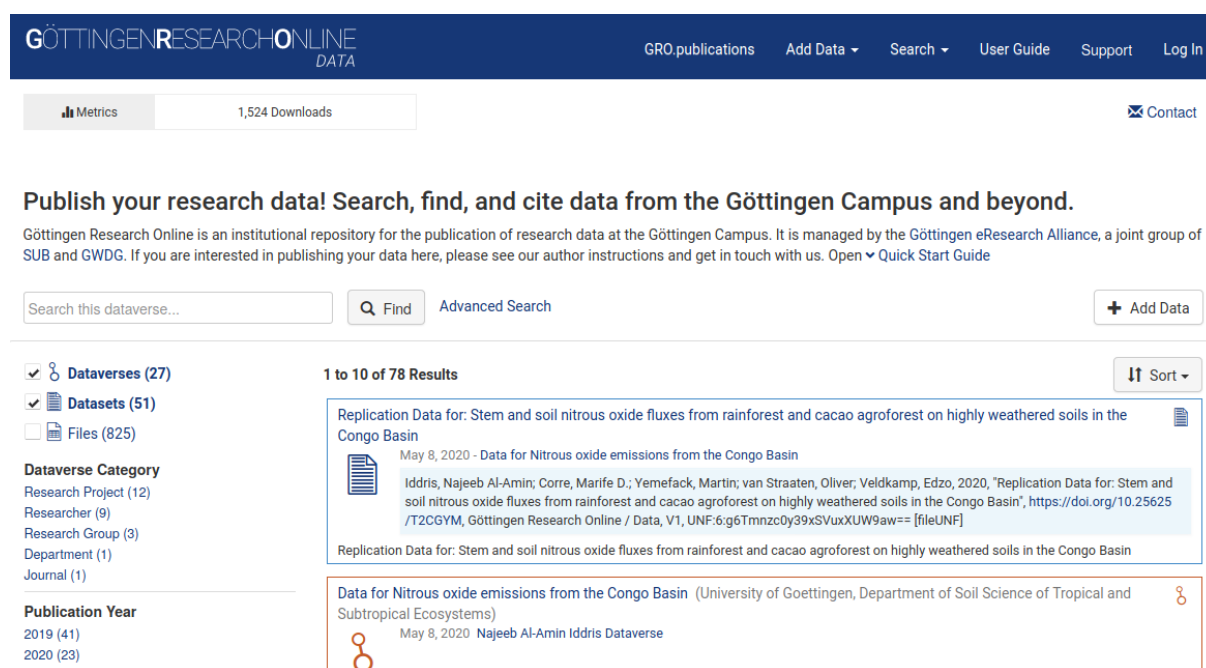 GÖTTINGENRESEARCHONLINE
DATA
GRO.publications Add Data Search User Guide Support Log In
Metrics 1,524 Downloads
Contact
Publish your research data! Search, find, and cite data from the Göttingen Campus and beyond.
Göttingen Research Online is an institutional repository for the publication of research data at the Göttingen Campus. It is managed by the Göttingen eResearch Alliance, a joint group of
SUB and GWDG. If you are interested in publishing your data here, please see our author instructions and get in touch with us. Open Quick Start Guide
Search this dataverse...
Find
Advanced Search
Add Data
Dataverses (27)
Datasets (51)
Files (825)
Dataverse Category
Research Project (12)
Researcher (9)
Research Group (3)
Department (1)
Journal (1)
Publication Year
2019 (41)
2020 (23)
1 to 10 of 78 Results
Sort
Replication Data for: Stem and soil nitrous oxide fluxes from rainforest and cacao agroforest on highly weathered soils in the
Congo Basin
May 8, 2020 - Data for Nitrous oxide emissions from the Congo Basin
Iddris, Najeeb Al-Amin; Corre, Marife D.; Yemefack, Martin; van Straaten, Oliver; Veldkamp, Edzo, 2020, "Replication Data for: Stem and
soil nitrous oxide fluxes from rainforest and cacao agroforest on highly weathered soils in the Congo Basin", https://doi.org/10.25625
/T2CGYM, Göttingen Research Online / Data, V1, UNF:6:g6Tmnzc0y39xSVuxXUW9aw== [fileUNF]
Replication Data for: Stem and soil nitrous oxide fluxes from rainforest and cacao agroforest on highly weathered soils in the Congo Basin
Data for Nitrous oxide emissions from the Congo Basin (University of Goettingen, Department of Soil Science of Tropical and
Subtropical Ecosystems)
May 8, 2020 Najeeb Al-Amin Iddris Dataverse